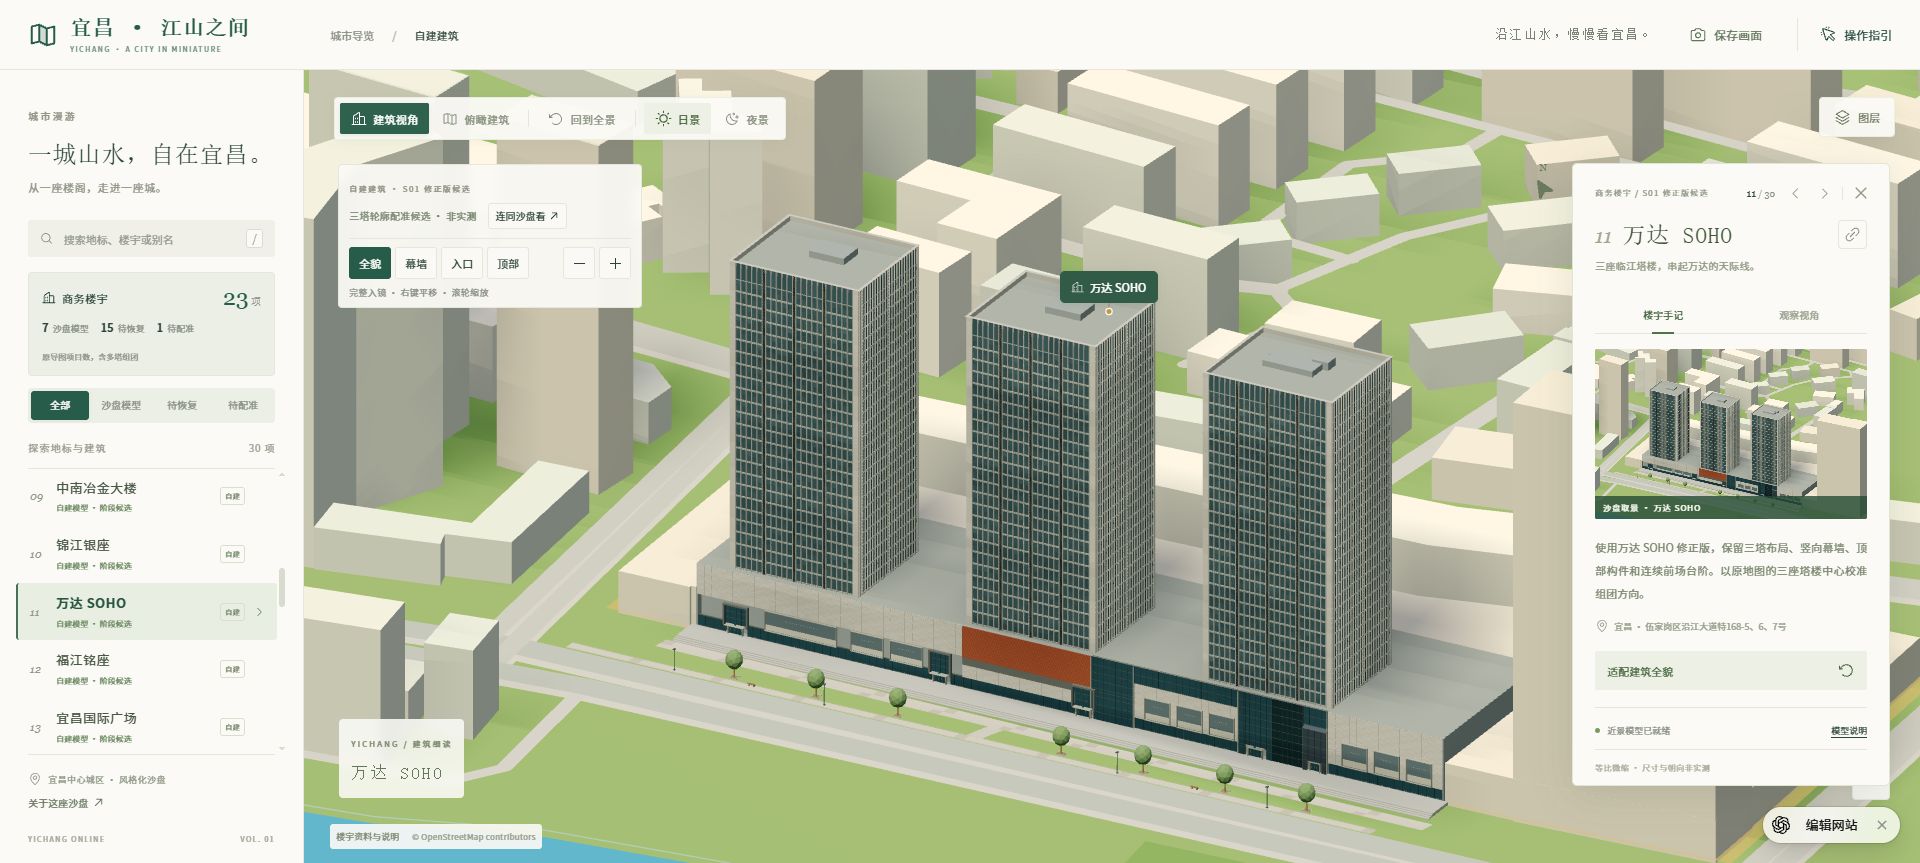 宜昌 • 江山之间
YICHANG • A CITY IN MINIATURE
城市导览 / 自建建筑
沿江山水，慢慢看宜昌。
保存画面
操作指引
城市漫游
一城山水，自在宜昌。
从一座楼阁，走进一座城。
搜索地标、楼宇或别名 /
商务楼宇 23 项
7 沙盘模型 15 待恢复 1 待配准
原导图项目数，含多塔组团
全部 沙盘模型 待恢复 待配准
探索地标与建筑 30 项
09 中南冶金大楼 自建
自建模型 • 阶段候选
10 锦江银座 自建
自建模型 • 阶段候选
11 万达 SOHO 自建
自建模型 • 阶段候选
12 福江铭座 自建
自建模型 • 阶段候选
13 宜昌国际广场 自建
自建模型 • 阶段候选
宜昌中心城区 • 风格化沙盘
关于这座沙盘
YICHANG ONLINE VOL. 01
建筑视角 俯瞰建筑 回到全景 日景 夜景
自建建筑 • S01 修正版候选
三塔轮廓配准候选 • 非实测 连同沙盘看
全貌 幕墙 入口 顶部
完整入镜 • 右键平移 • 滚轮缩放
万达 SOHO
YICHANG / 建筑细读
万达 SOHO
楼宇资料与说明 © OpenStreetMap contributors
图层
N
商务楼宇 / S01 修正版候选 11 / 30
11 万达 SOHO
三座临江塔楼，串起万达的天际线。
楼宇手记 观察视角
沙盘取景 • 万达 SOHO
使用万达 SOHO 修正版，保留三塔布局、竖向幕墙、顶
部构件和连续前场台阶。以原地图的三座塔楼中心校准
组团方向。
宜昌 • 伍家岗区沿江大道特168-5、6、7号
适配建筑全貌
近景模型已就绪 模型说明
等比微缩 • 尺寸与朝向非实测
编辑网站